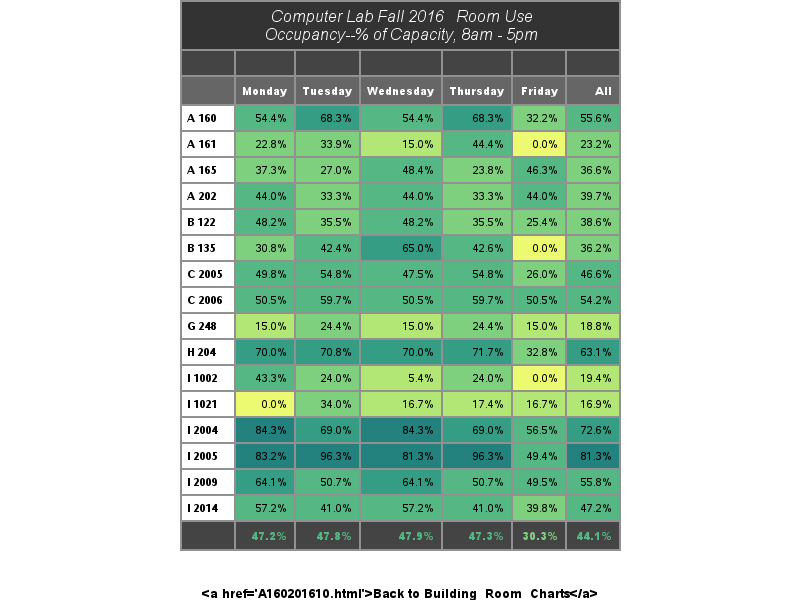 Computer Lab Fall 2016 Room Use
Occupancy--% of Capacity, 8am - 5pm
Monday Tuesday Wednesday Thursday Friday All
A 160 54.4% 68.3% 54.4% 68.3% 32.2% 55.6%
A 161 22.8% 33.9% 15.0% 44.4% 0.0% 23.2%
A 165 37.3% 27.0% 48.4% 23.8% 46.3% 36.6%
A 202 44.0% 33.3% 44.0% 33.3% 44.0% 39.7%
B 122 48.2% 35.5% 48.2% 35.5% 25.4% 38.6%
B 135 30.8% 42.4% 65.0% 42.6% 0.0% 36.2%
C 2005 49.8% 54.8% 47.5% 54.8% 26.0% 46.6%
C 2006 50.5% 59.7% 50.5% 59.7% 50.5% 54.2%
G 248 15.0% 24.4% 15.0% 24.4% 15.0% 18.8%
H 204 70.0% 70.8% 70.0% 71.7% 32.8% 63.1%
I 1002 43.3% 24.0% 5.4% 24.0% 0.0% 19.4%
I 1021 0.0% 34.0% 16.7% 17.4% 16.7% 16.9%
I 2004 84.3% 69.0% 84.3% 69.0% 56.5% 72.6%
I 2005 83.2% 96.3% 81.3% 96.3% 49.4% 81.3%
I 2009 64.1% 50.7% 64.1% 50.7% 49.5% 55.8%
I 2014 57.2% 41.0% 57.2% 41.0% 39.8% 47.2%
47.2% 47.8% 47.9% 47.3% 30.3% 44.1%
<a href='A160201610.html'>Back to Building Room Charts</a>